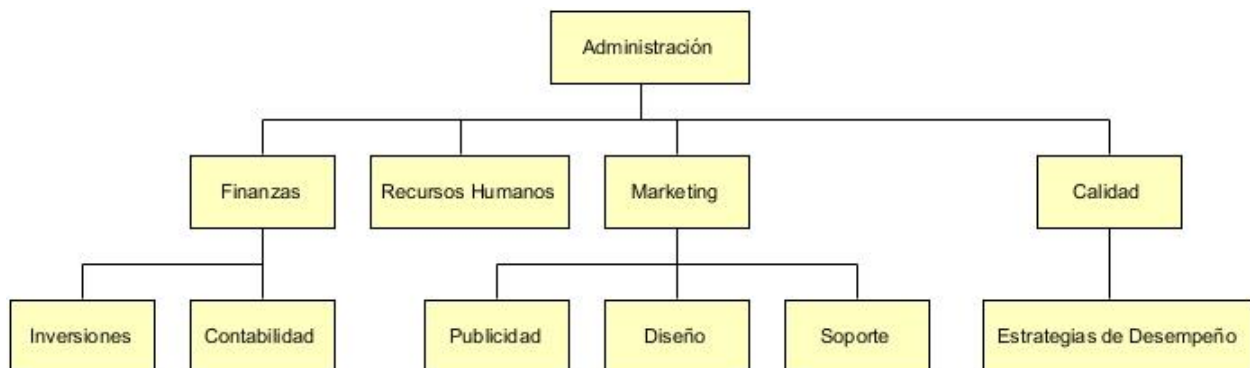 Administración
Finanzas
Recursos Humanos
Marketing
Calidad
Inversiones
Contabilidad
Publicidad
Diseño
Soporte
Estrategias de Desempeño